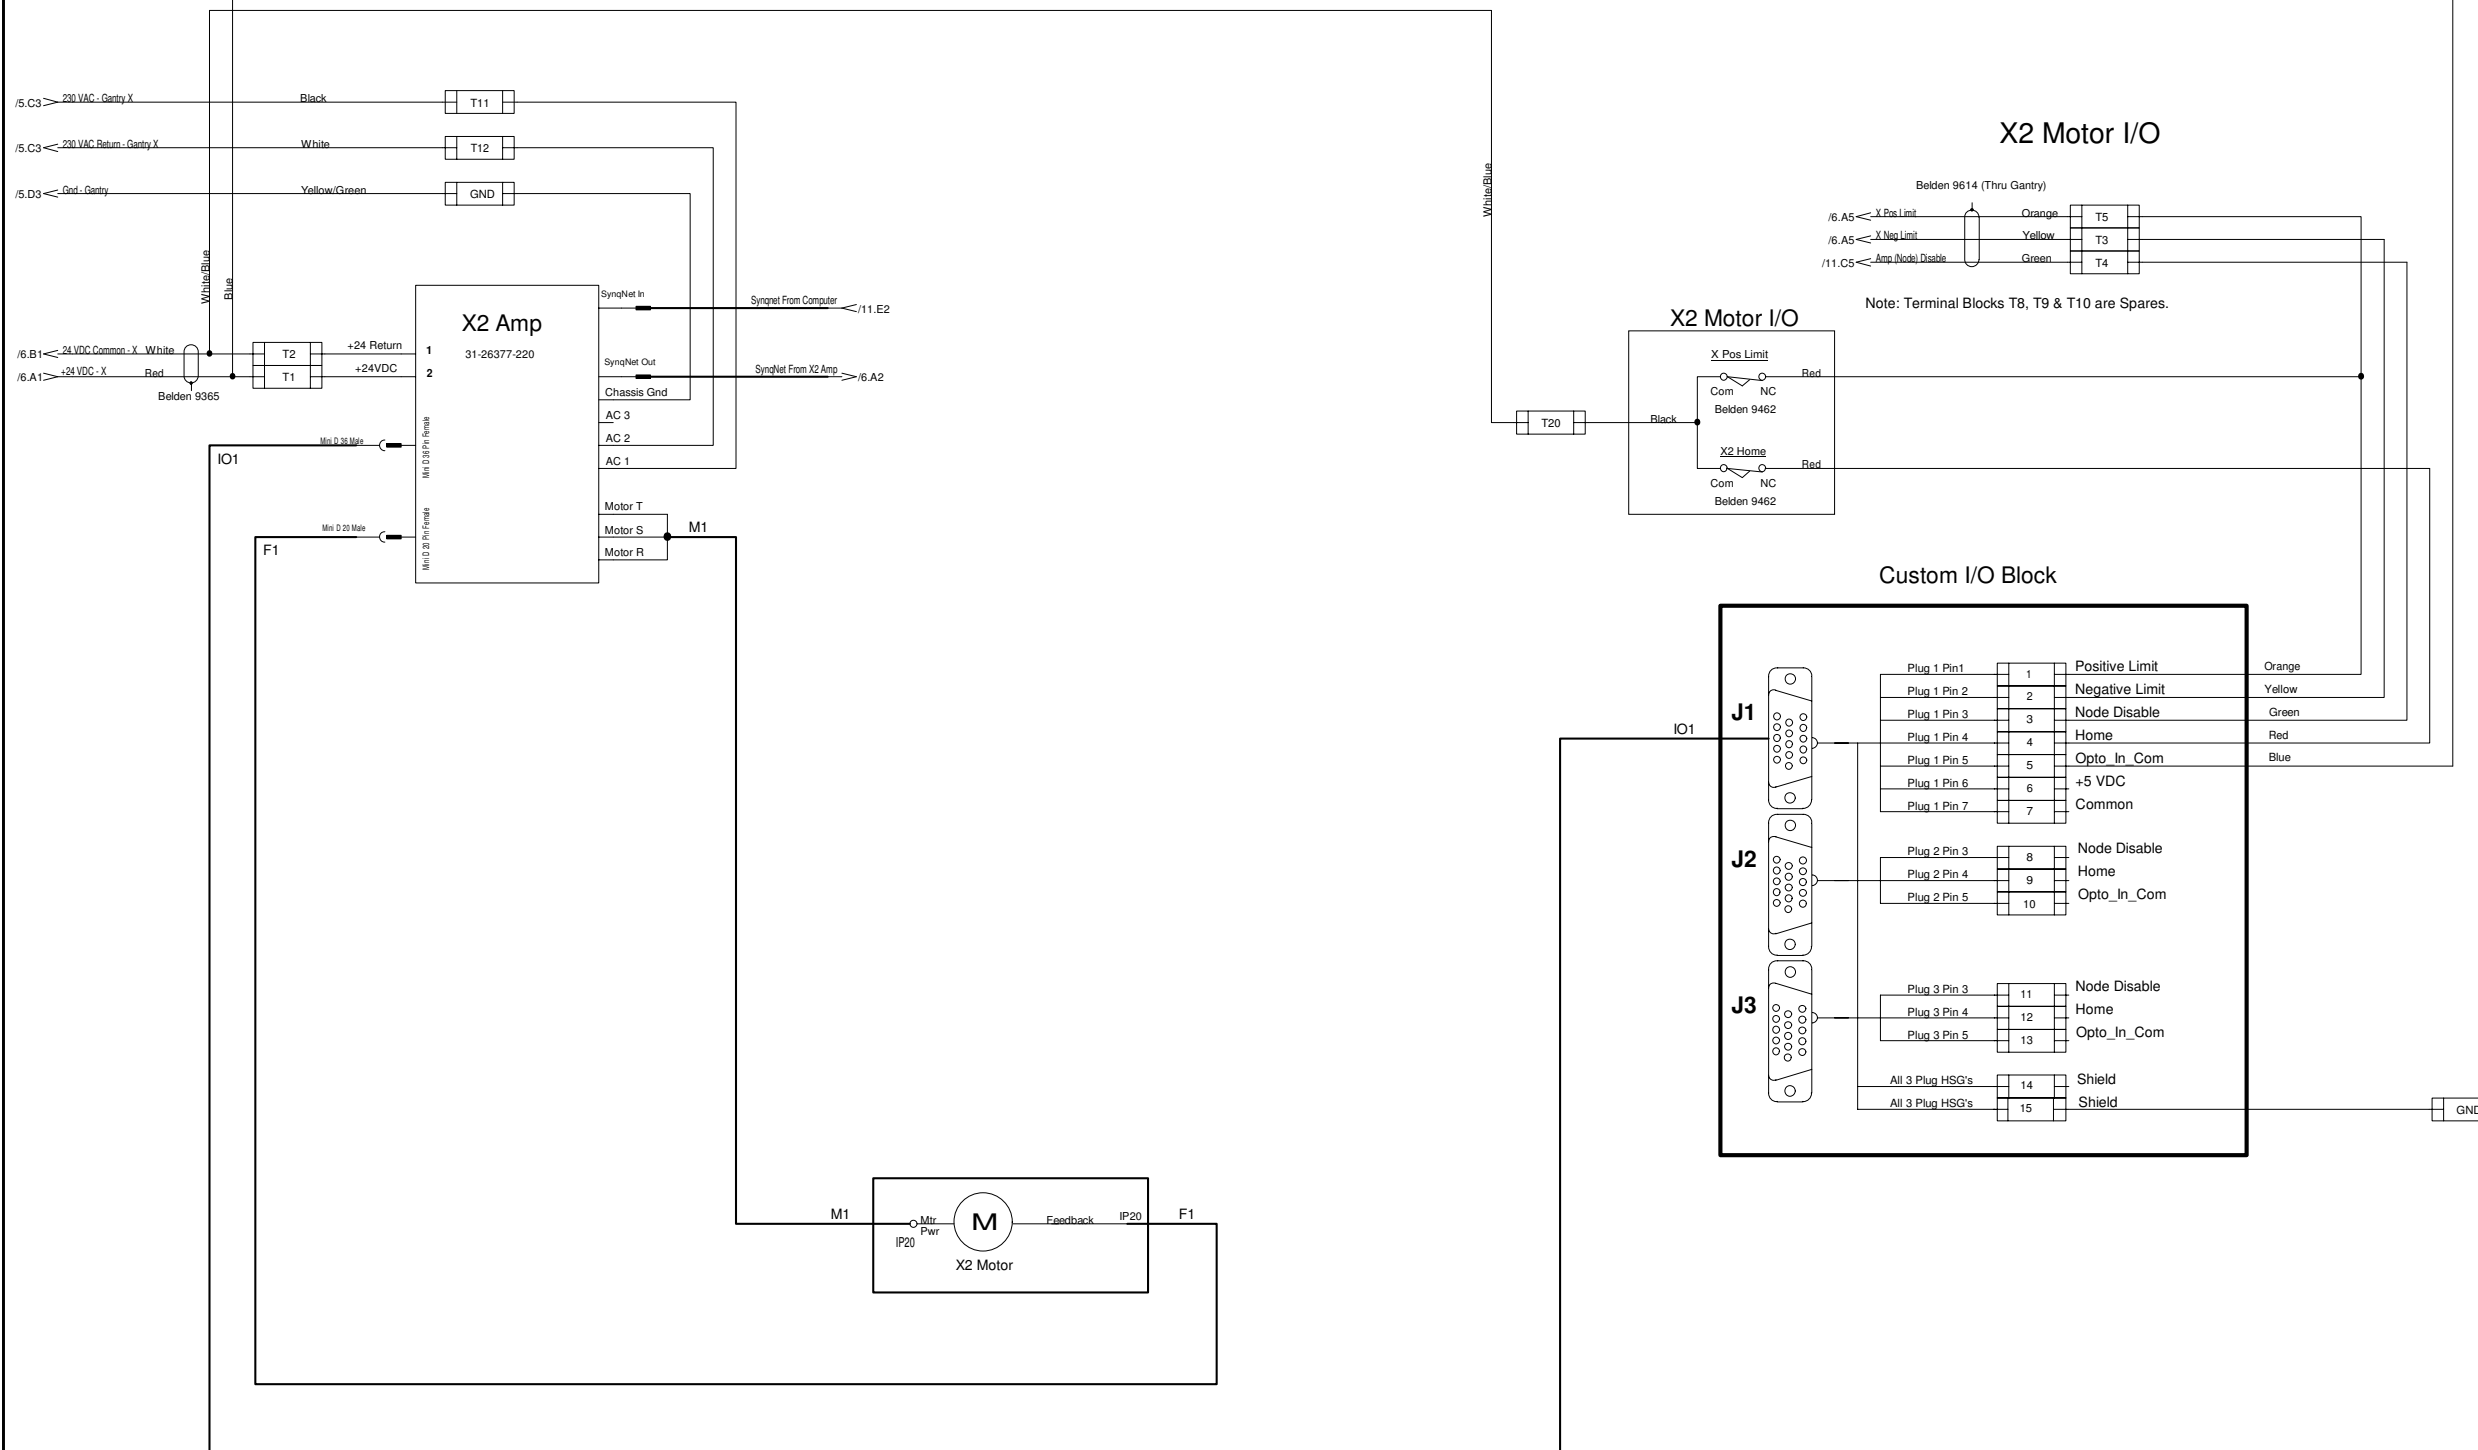 /5.C3 230 VAC - Gantry X Black T11
/5.C3 230 VAC Return - Gantry X White T12
/5.D3 Gnd - Gantry Yellow/Green GND
White/Blue
Blue
/6.B1 24 VDC Common - X White T2 +24 Return
/6.A1 +24 VDC - X Red T1 +24VDC
Belden 9365
X2 Amp
31-26377-220
1
2
SynqNet In Synqnet From Computer /11.E2
SynqNet Out SynqNet From X2 Amp /6.A2
Chassis Gnd
AC 3
AC 2
AC 1
Motor T
Motor S
Motor R
M1
IO1
Mini D 36 Male
Mini D 36 Pin Female
F1
Mini D 20 Male
Mini D 20 Pin Female
M1
Mtr
Pwr
IP20
M
Feedback
IP20
F1
X2 Motor
White/Blue
X2 Motor I/O
Belden 9614 (Thru Gantry)
/6.A5 X Pos Limit Orange T5
/6.A5 X Neg Limit Yellow T3
/11.C5 Amp (Node) Disable Green T4
Note: Terminal Blocks T8, T9 & T10 are Spares.
X2 Motor I/O
X Pos Limit
Red
Com NC
Belden 9462
T20 Black
X2 Home
Red
Com NC
Belden 9462
Custom I/O Block
IO1
J1
Plug 1 Pin1 1 Positive Limit Orange
Plug 1 Pin 2 2 Negative Limit Yellow
Plug 1 Pin 3 3 Node Disable Green
Plug 1 Pin 4 4 Home Red
Plug 1 Pin 5 5 Opto_In_Com Blue
Plug 1 Pin 6 6 +5 VDC
Plug 1 Pin 7 7 Common
J2
Plug 2 Pin 3 8 Node Disable
Plug 2 Pin 4 9 Home
Plug 2 Pin 5 10 Opto_In_Com
J3
Plug 3 Pin 3 11 Node Disable
Plug 3 Pin 4 12 Home
Plug 3 Pin 5 13 Opto_In_Com
All 3 Plug HSG's 14 Shield
All 3 Plug HSG's 15 Shield
GND